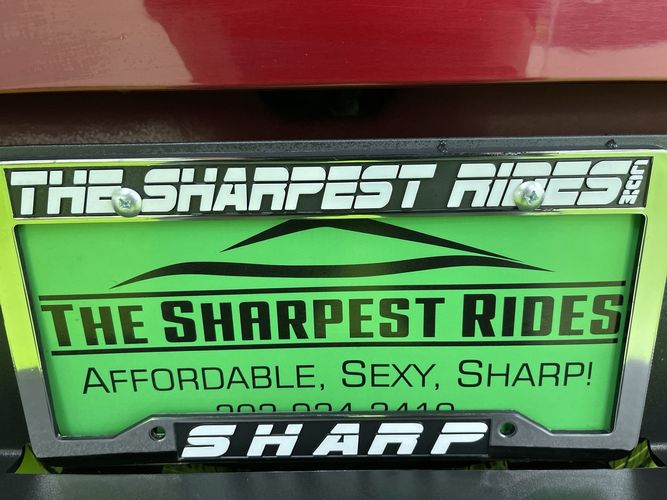 THE SHARPEST RIDES.COM
THE SHARPEST RIDES
AFFORDABLE, SEXY, SHARP!
SHARP